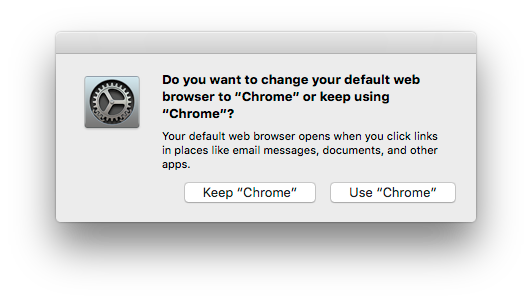 Do you want to change your default web
browser to “Chrome” or keep using
“Chrome”?
Your default web browser opens when you click links
in places like email messages, documents, and other
apps.
Keep “Chrome”
Use “Chrome”